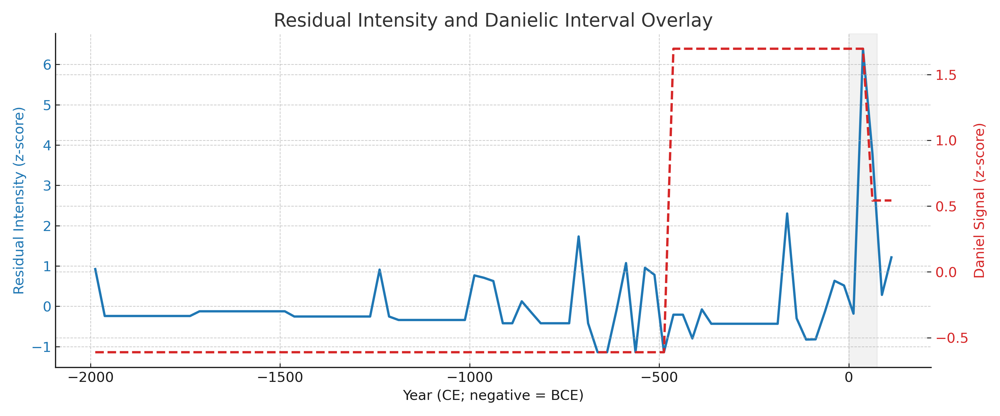 Residual Intensity and Danielic Interval Overlay
Residual Intensity (z-score)
6
5
4
3
2
1
0
−1
1.5
1.0
0.5
0.0
−0.5
Daniel Signal (z-score)
−2000 −1500 −1000 −500 0
Year (CE; negative = BCE)